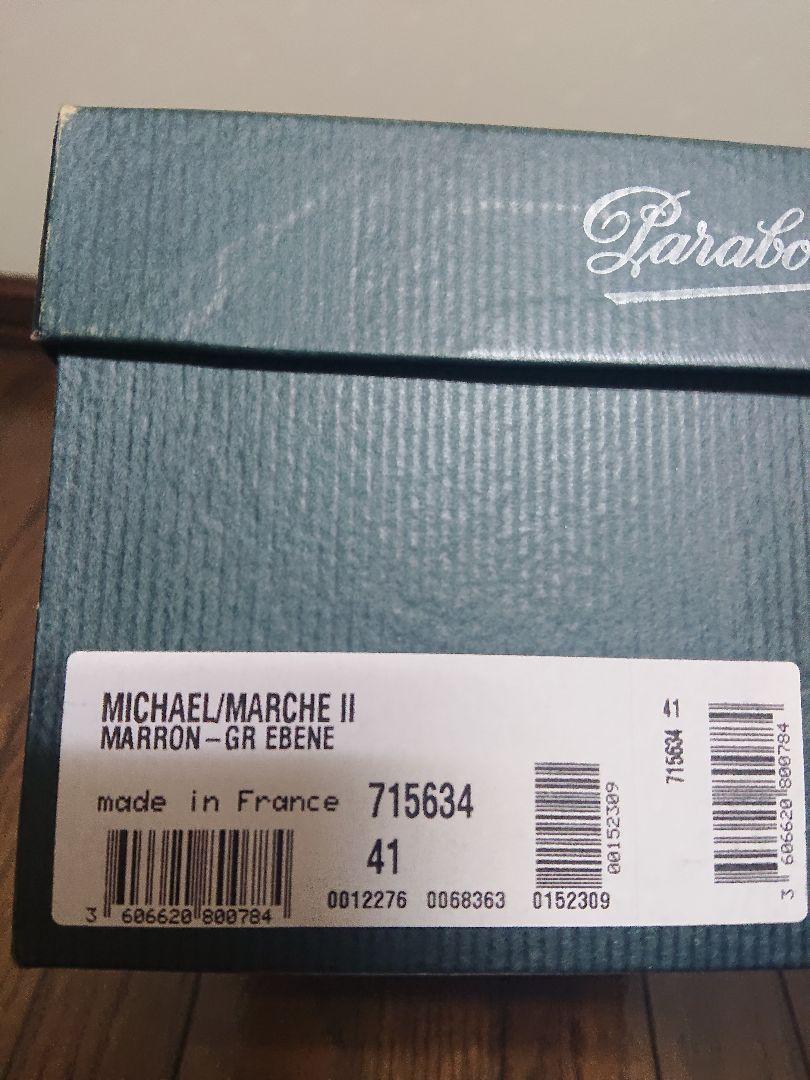 Parabo
MICHAEL/MARCHE II
MARRON-GR EBENE
made in France 715634
41
3 606620 800784
0012276 0068363 0152309
00152309
41
715634
3 606620 800784